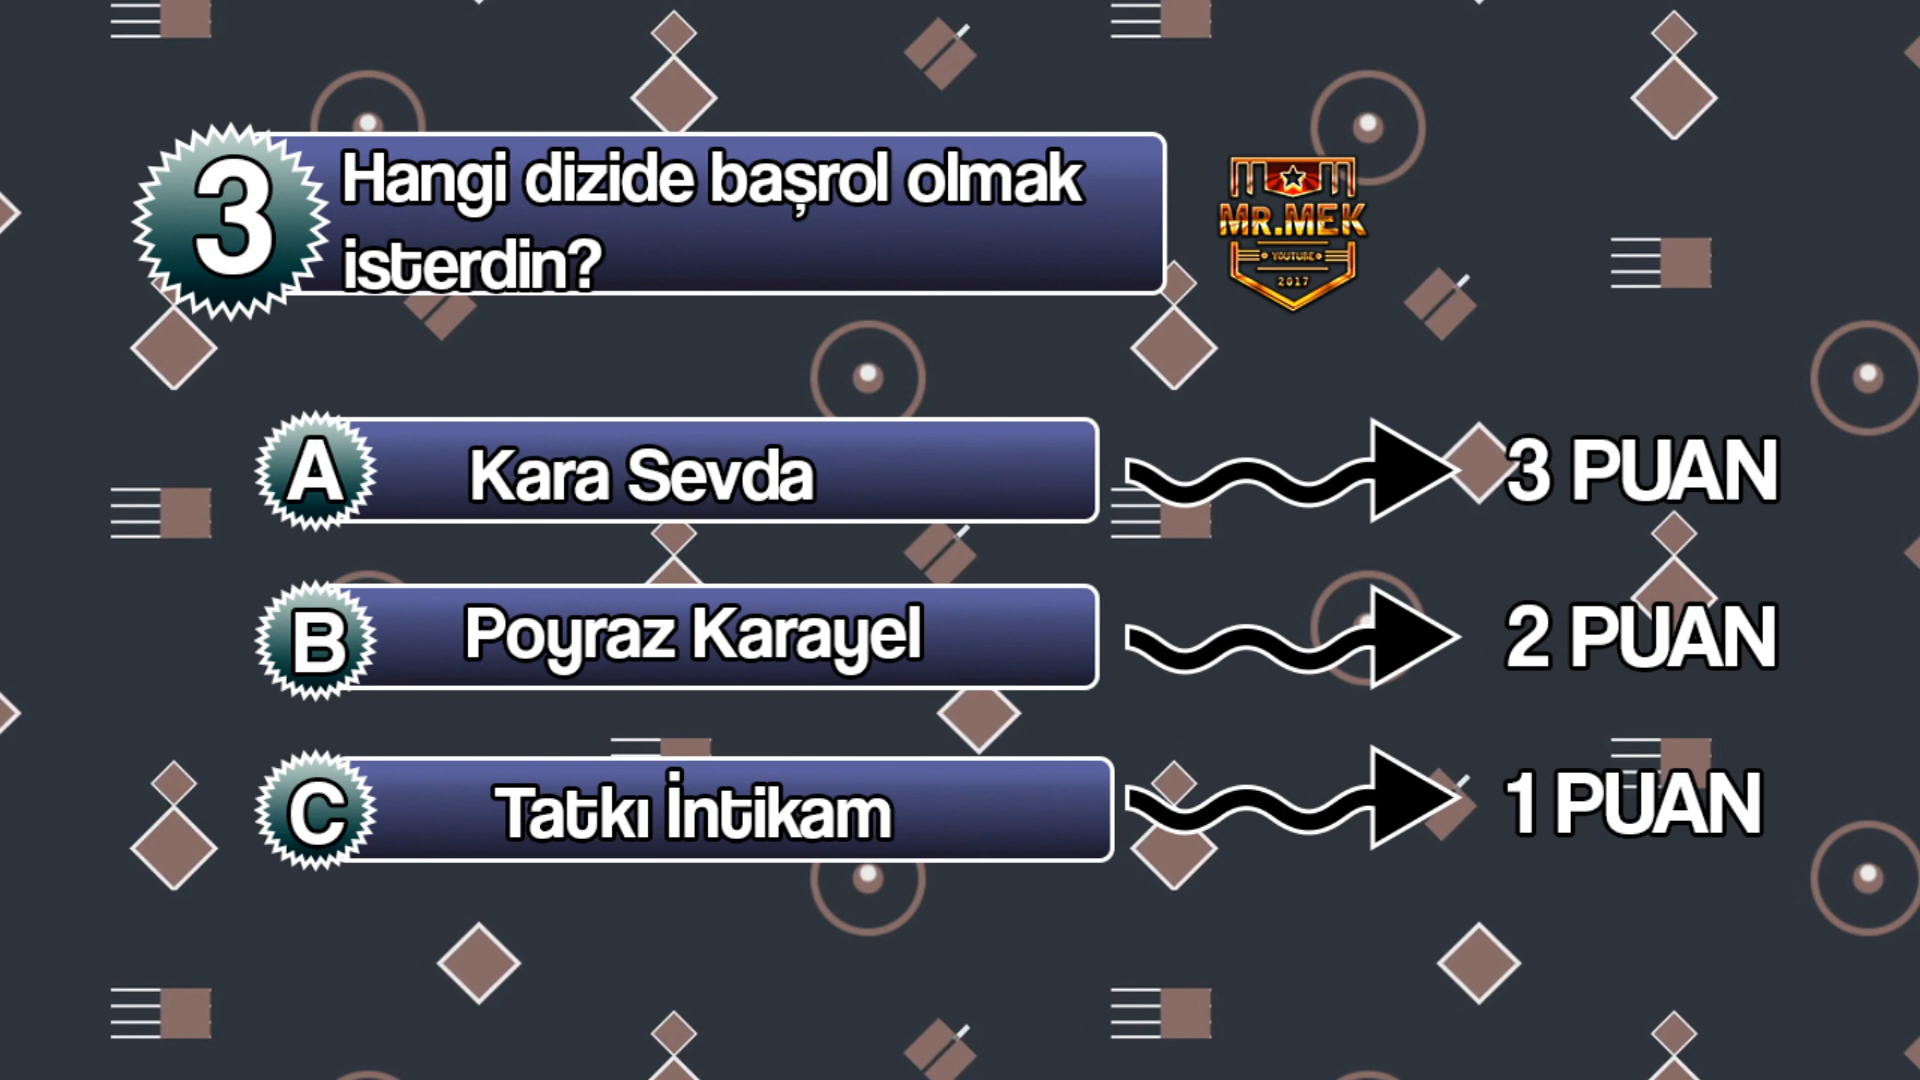 3
Hangi dizide başrol olmak
isterdin?
MR.MEK
YOUTUBE
2017
A
Kara Sevda
3 PUAN
B
Poyraz Karayel
2 PUAN
C
Tatkı İntikam
1 PUAN